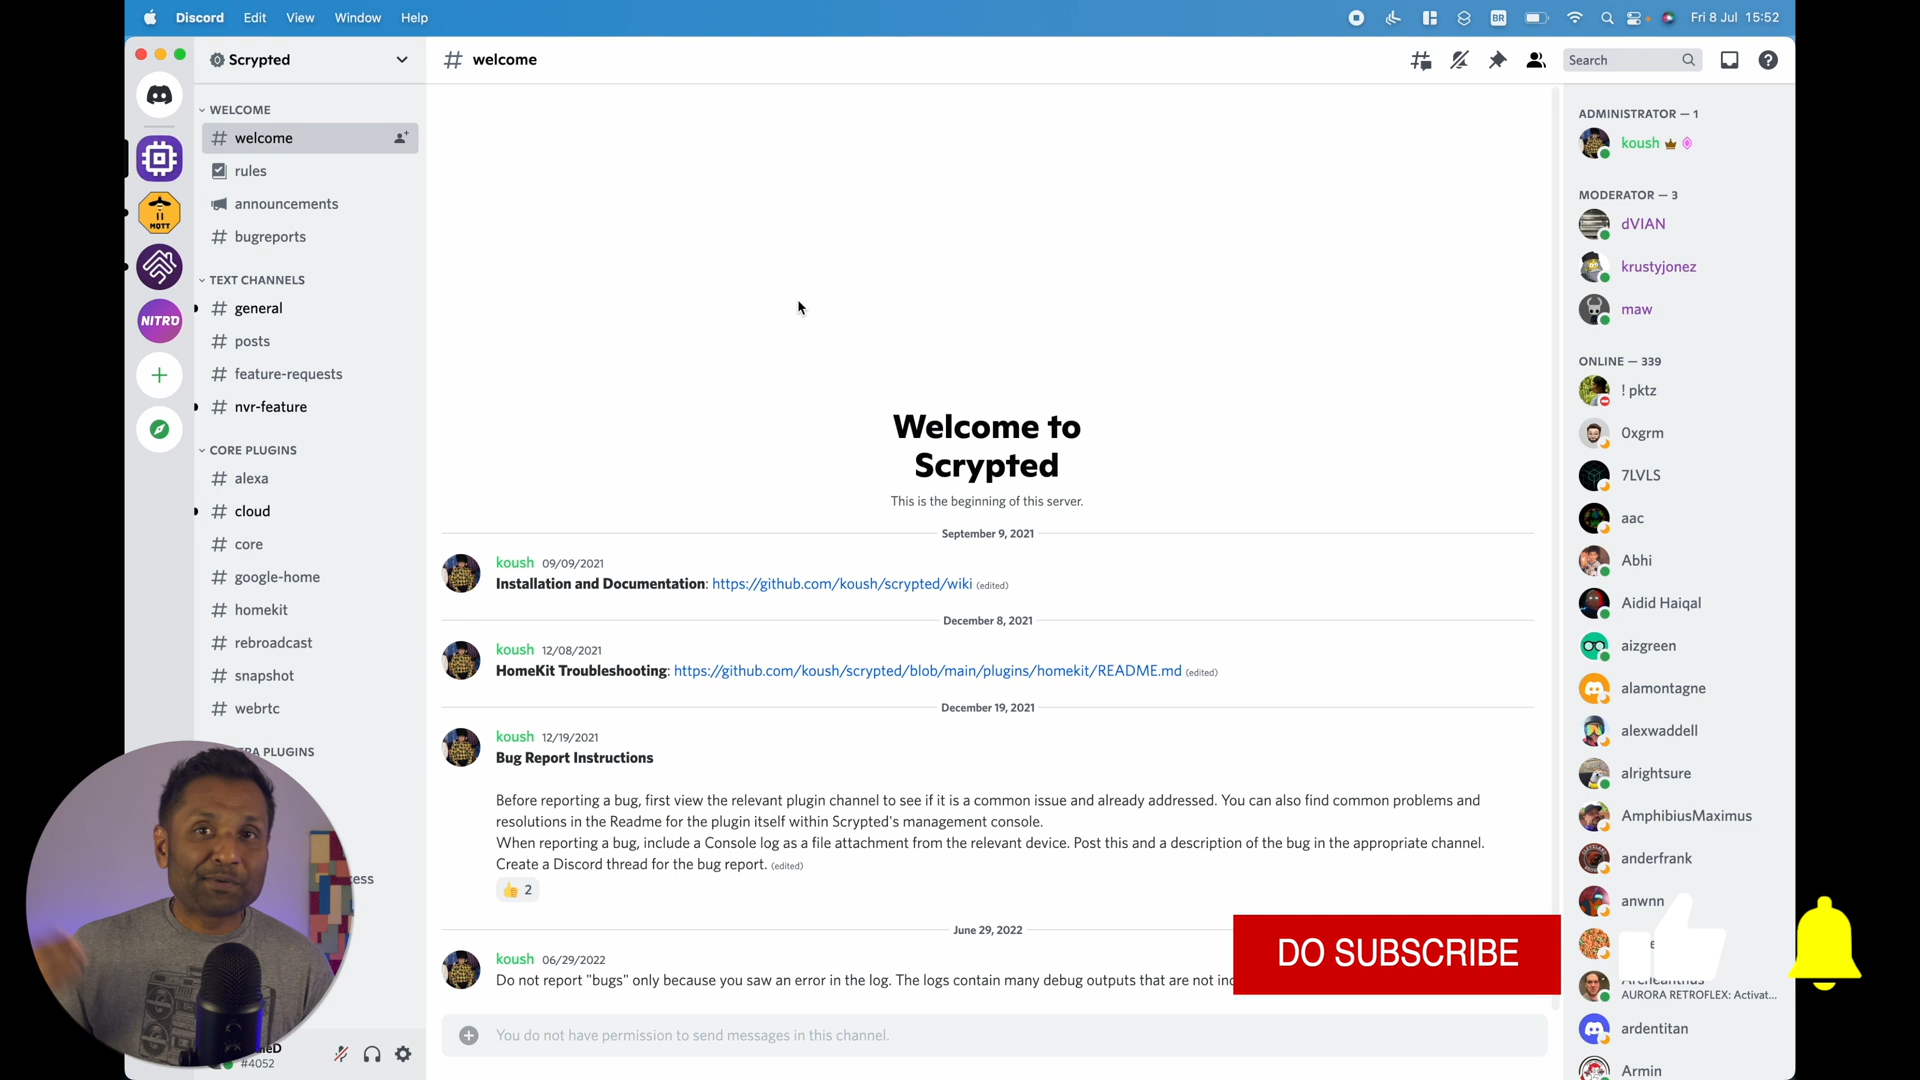 Discord Edit View Window Help
BR
Fri 8 Jul 15:52
Scrypted
WELCOME
welcome
rules
announcements
bugreports
TEXT CHANNELS
general
posts
feature-requests
nvr-feature
CORE PLUGINS
alexa
cloud
core
google-home
homekit
rebroadcast
snapshot
webrtc
PLUGINS
#4052
MQTT
NITRO
# welcome
Search
Welcome to
Scrypted
This is the beginning of this server.
September 9, 2021
koush 09/09/2021
Installation and Documentation: https://github.com/koush/scrypted/wiki (edited)
December 8, 2021
koush 12/08/2021
HomeKit Troubleshooting: https://github.com/koush/scrypted/blob/main/plugins/homekit/README.md (edited)
December 19, 2021
koush 12/19/2021
Bug Report Instructions
Before reporting a bug, first view the relevant plugin channel to see if it is a common issue and already addressed. You can also find common problems and
resolutions in the Readme for the plugin itself within Scrypted's management console.
When reporting a bug, include a Console log as a file attachment from the relevant device. Post this and a description of the bug in the appropriate channel.
Create a Discord thread for the bug report. (edited)
2
June 29, 2022
koush 06/29/2022
Do not report "bugs" only because you saw an error in the log. The logs contain many debug outputs that are not
You do not have permission to send messages in this channel.
DO SUBSCRIBE
ADMINISTRATOR — 1
koush
MODERATOR — 3
dVIAN
krustyjonez
maw
ONLINE — 339
! pktz
0xgrm
7LVLS
aac
Abhi
Aidid Haiqal
aizgreen
alamontagne
alexwaddell
alrightsure
AmphibiusMaximus
anderfrank
anwnn
AURORA RETROFLEX: Activat...
ardentitan
Armin